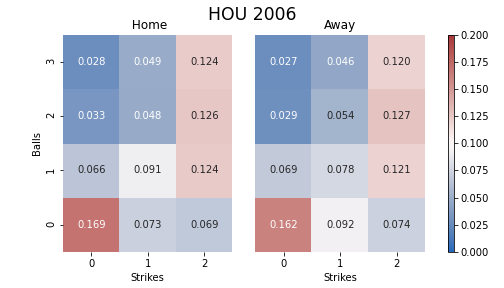 HOU 2006
Home
Away
3 0.028 0.049 0.124 0.027 0.046 0.120
2 0.033 0.048 0.126 0.029 0.054 0.127
1 0.066 0.091 0.124 0.069 0.078 0.121
0 0.169 0.073 0.069 0.162 0.092 0.074
Balls
0 1 2 0 1 2
Strikes
Strikes
0.200
0.175
0.150
0.125
0.100
0.075
0.050
0.025
0.000